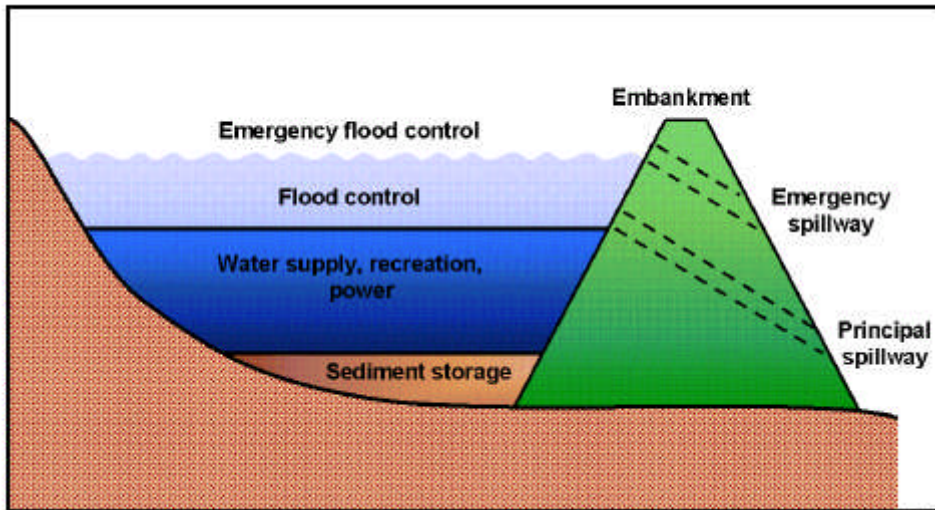 Embankment
Emergency flood control
Flood control
Emergency
spillway
Water supply, recreation,
power
Principal
spillway
Sediment storage